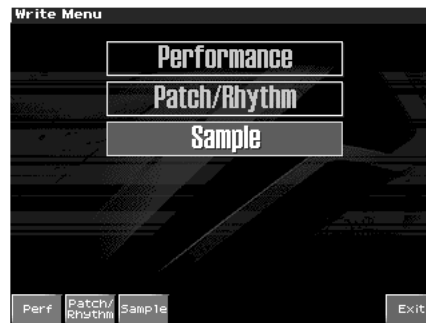 Write Menu
Performance
Patch/Rhythm
Sample
Perf
Patch/
Rhythm
Sample
Exit